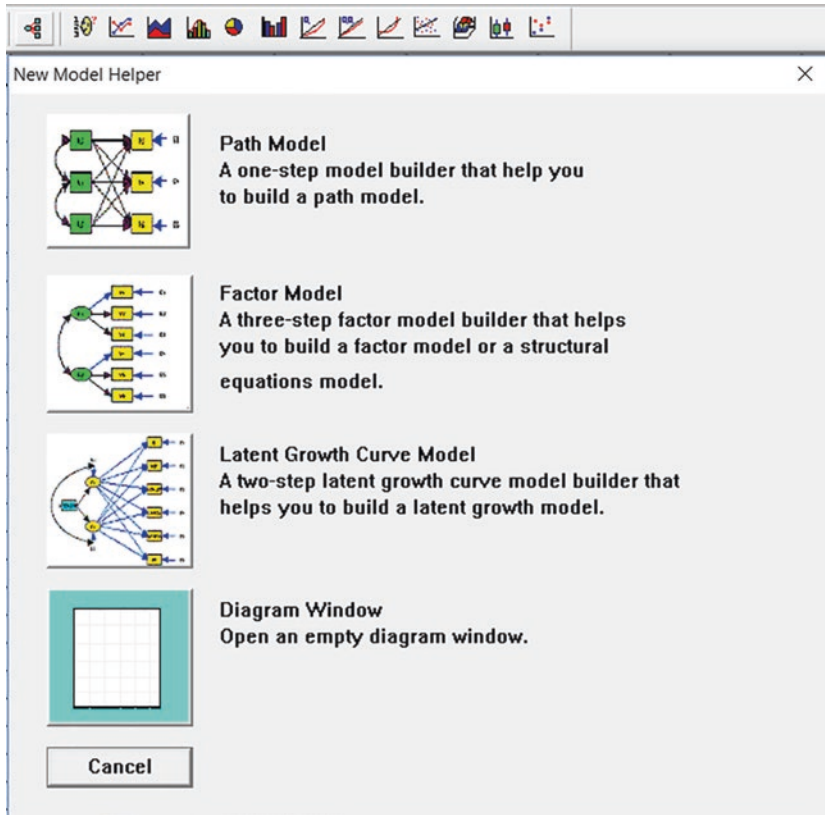 New Model Helper
Path Model
A one-step model builder that help you
to build a path model.
Factor Model
A three-step factor model builder that helps
you to build a factor model or a structural
equations model.
Latent Growth Curve Model
A two-step latent growth curve model builder that
helps you to build a latent growth model.
Diagram Window
Open an empty diagram window.
Cancel